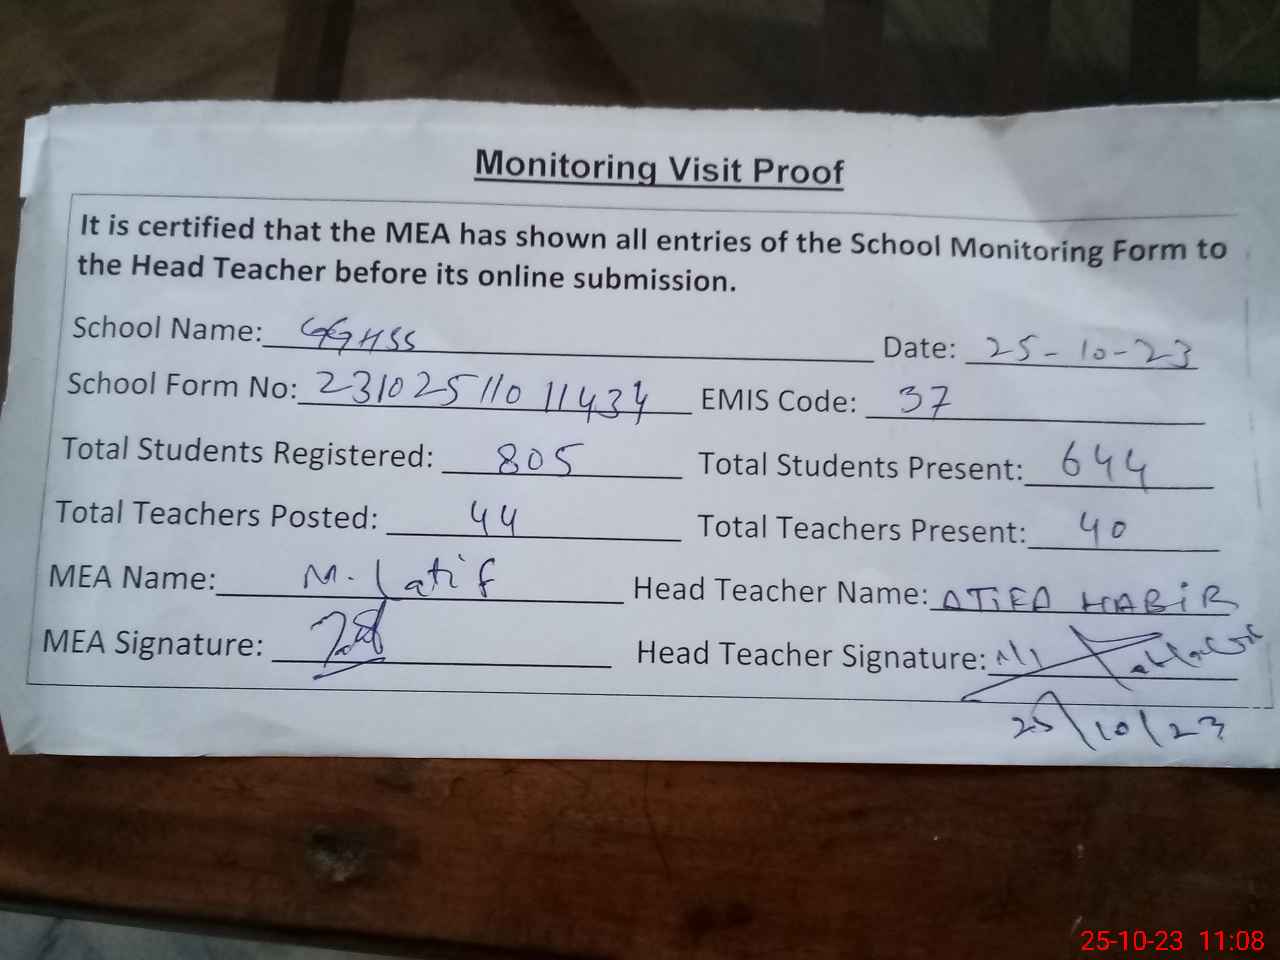 Monitoring Visit Proof
It is certified that the MEA has shown all entries of the School Monitoring Form to
the Head Teacher before its online submission.
School Name: GGHSS Date: 25-10-23
School Form No: 2310251101 1434 EMIS Code: 37
Total Students Registered: 805 Total Students Present: 644
Total Teachers Posted: 44 Total Teachers Present: 40
MEA Name: M. Latif Head Teacher Name: ATIFA HABIB
MEA Signature: Head Teacher Signature:
25/10/23
25-10-23 11:08